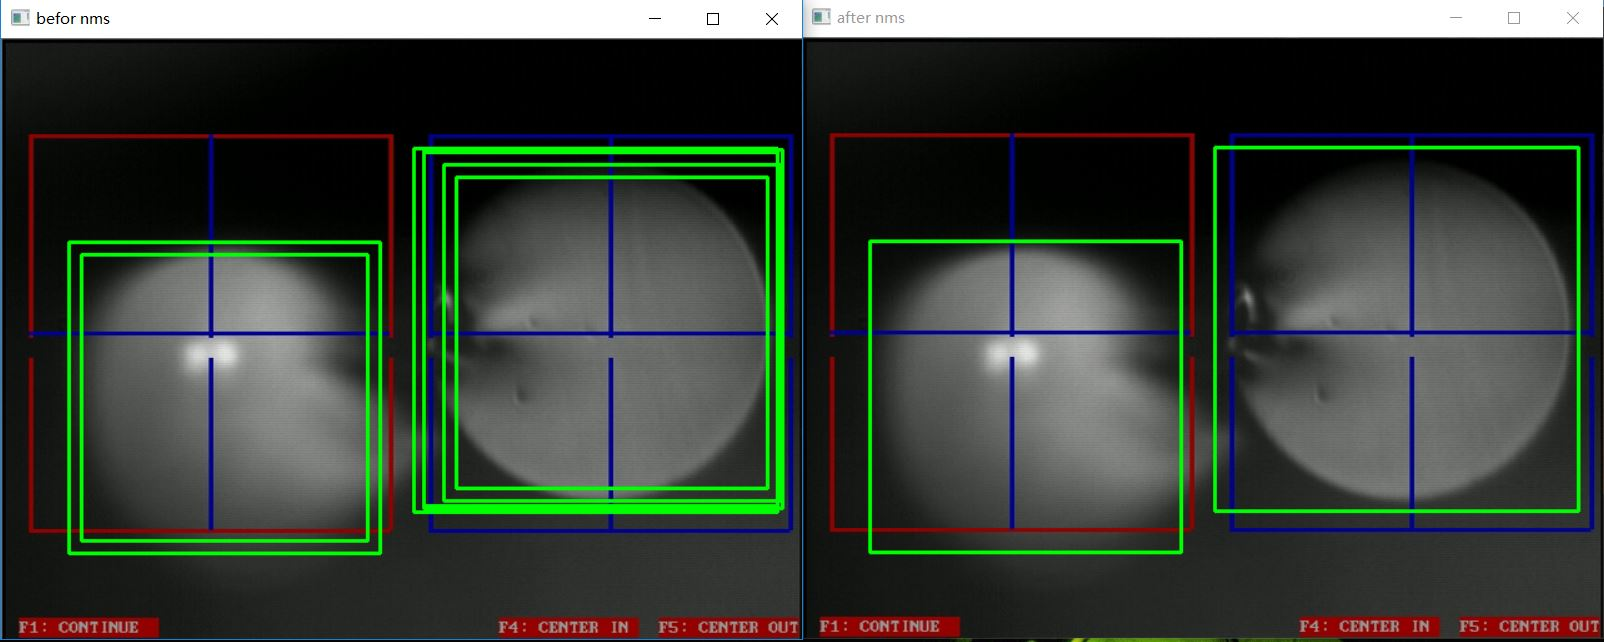 befor nms
after nms
F1: CONTINUE
F4: CENTER IN
F5: CENTER OUT
F1: CONTINUE
F4: CENTER IN
F5: CENTER OUT